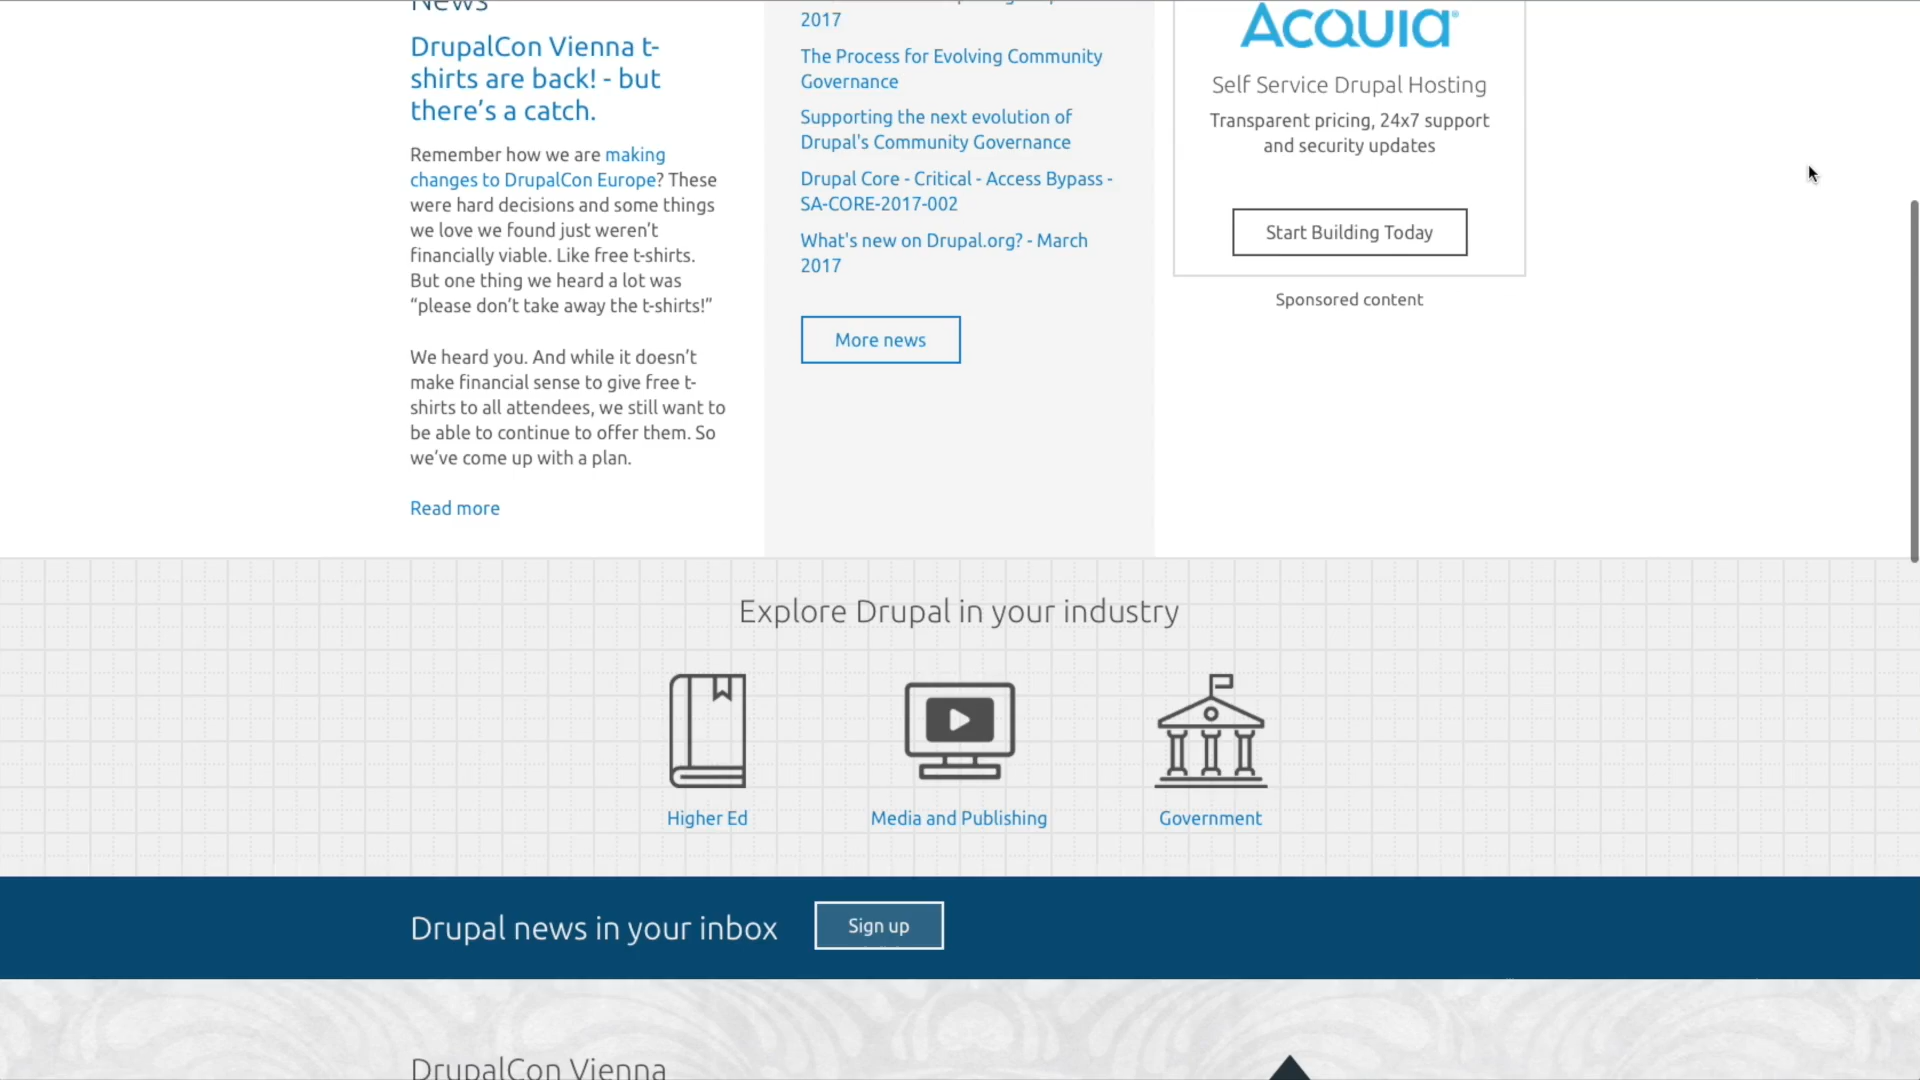 News
DrupalCon Vienna t-
shirts are back! - but
there’s a catch.
Remember how we are making
changes to DrupalCon Europe? These
were hard decisions and some things
we love we found just weren’t
financially viable. Like free t-shirts.
But one thing we heard a lot was
“please don’t take away the t-shirts!”
We heard you. And while it doesn’t
make financial sense to give free t-
shirts to all attendees, we still want to
be able to continue to offer them. So
we’ve come up with a plan.
Read more
2017
The Process for Evolving Community
Governance
Supporting the next evolution of
Drupal's Community Governance
Drupal Core - Critical - Access Bypass -
SA-CORE-2017-002
What's new on Drupal.org? - March
2017
More news
ACQUIA®
Self Service Drupal Hosting
Transparent pricing, 24x7 support
and security updates
Start Building Today
Sponsored content
Explore Drupal in your industry
Higher Ed
Media and Publishing
Government
Drupal news in your inbox
Sign up
DrupalCon Vienna